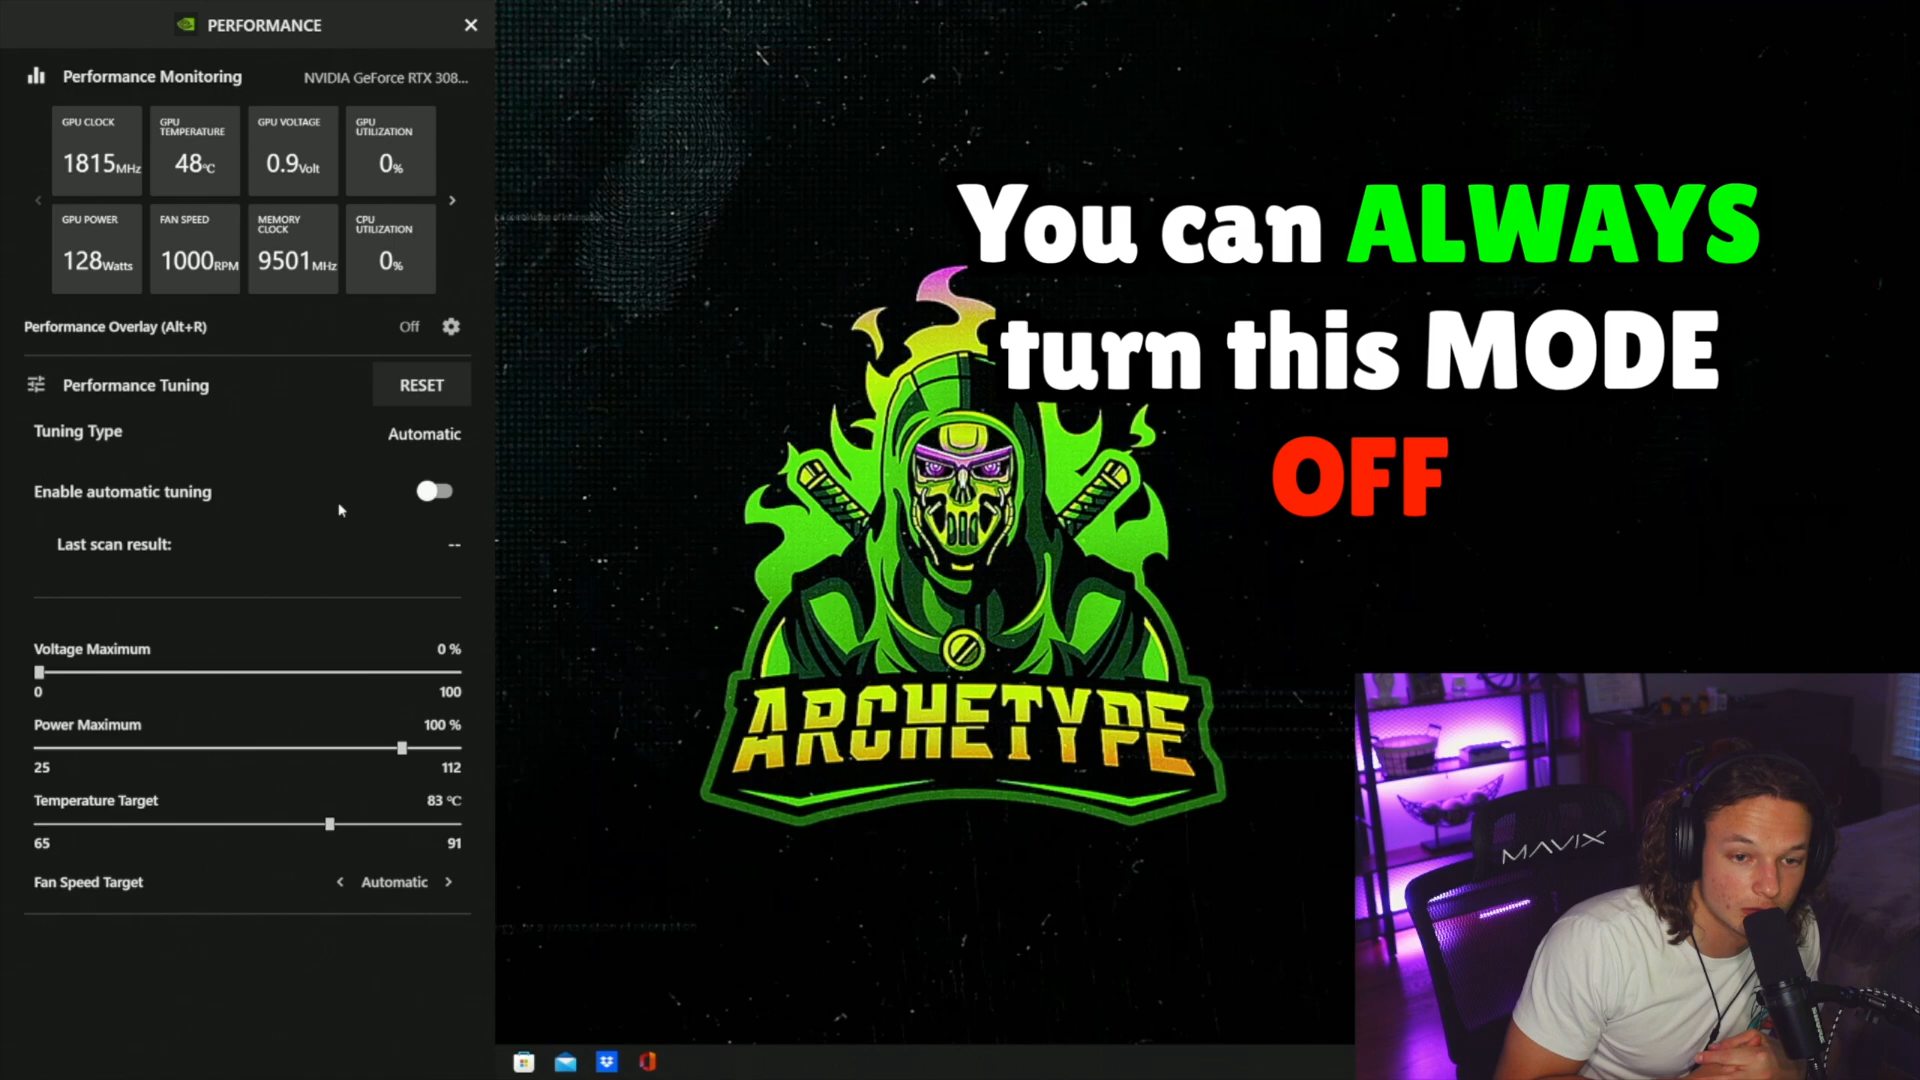 PERFORMANCE
Performance Monitoring
NVIDIA GeForce RTX 308...
GPU CLOCK
1815MHz
GPU TEMPERATURE
48°C
GPU VOLTAGE
0.9Volt
GPU UTILIZATION
0%
GPU POWER
128Watts
FAN SPEED
1000RPM
MEMORY CLOCK
9501MHz
CPU UTILIZATION
0%
Performance Overlay (Alt+R)
Off
Performance Tuning
RESET
Tuning Type
Automatic
Enable automatic tuning
Last scan result:
--
Voltage Maximum
0 %
0
100
Power Maximum
100 %
25
112
Temperature Target
83 °C
65
91
Fan Speed Target
< Automatic >
You can ALWAYS
turn this MODE
OFF
ARCHETYPE
MAVIX